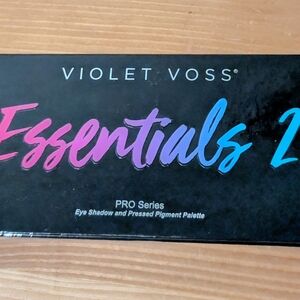 VIOLET VOSS®
Essentials 2
PRO Series
Eye Shadow and Pressed Pigment Palette